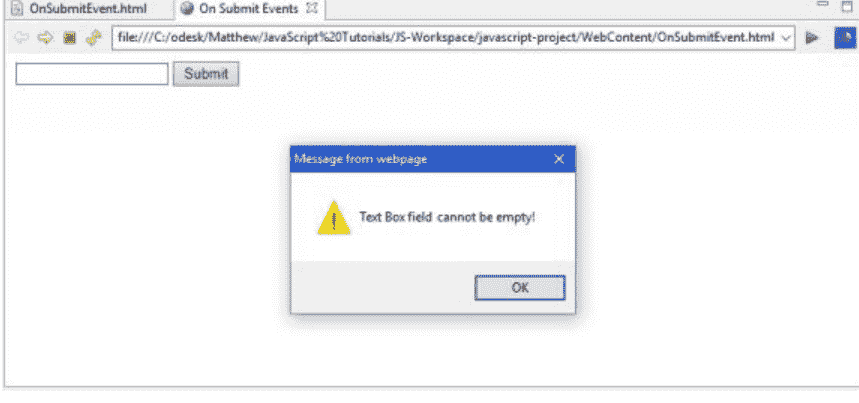 OnSubmitEvent.html
On Submit Events
file:///C:/odesk/Matthew/JavaScript%20Tutorials/JS-Workspace/javascript-project/WebContent/OnSubmitEvent.html
Submit
Message from webpage
Text Box field cannot be empty!
OK